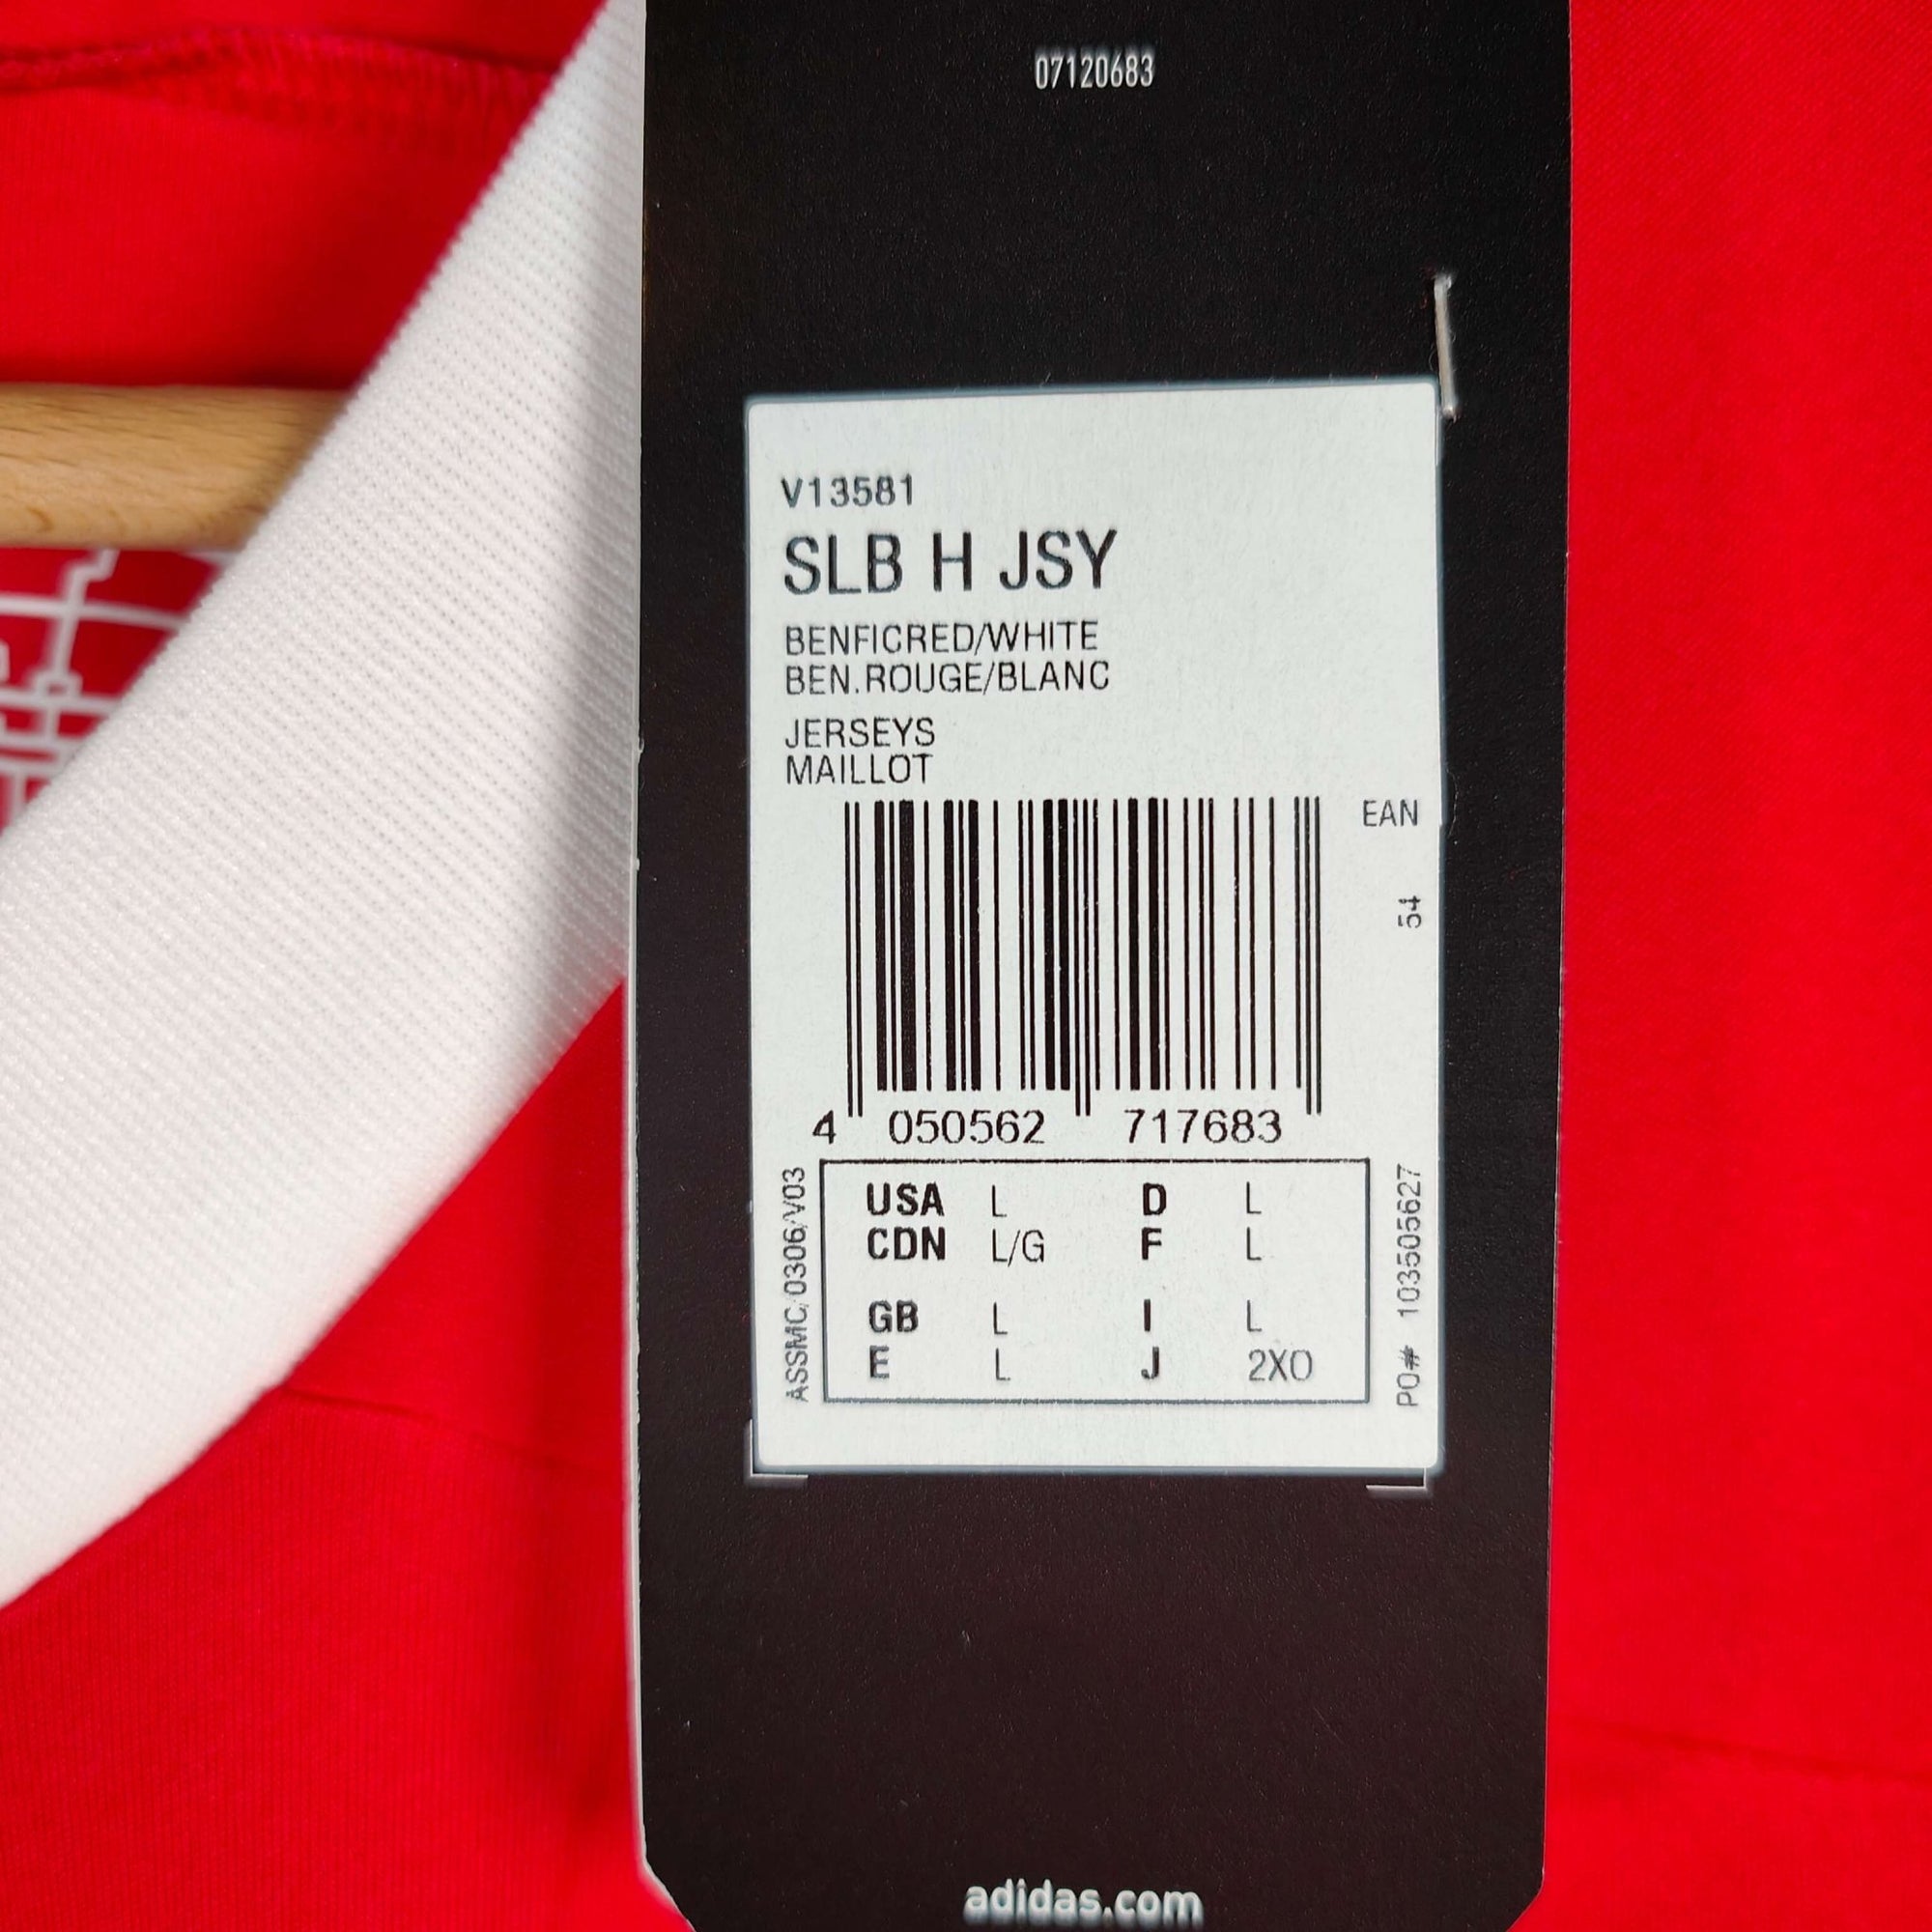 07120683
V13581
SLB H JSY
BENFICRED/WHITE
BEN.ROUGE/BLANC
JERSEYS
MAILLOT
EAN
54
4 050562 717683
ASSMC/0306/V03
USA L D L
CDN L/G F L
GB L I L
E L J 2XO
PO# 103505627
adidas.com